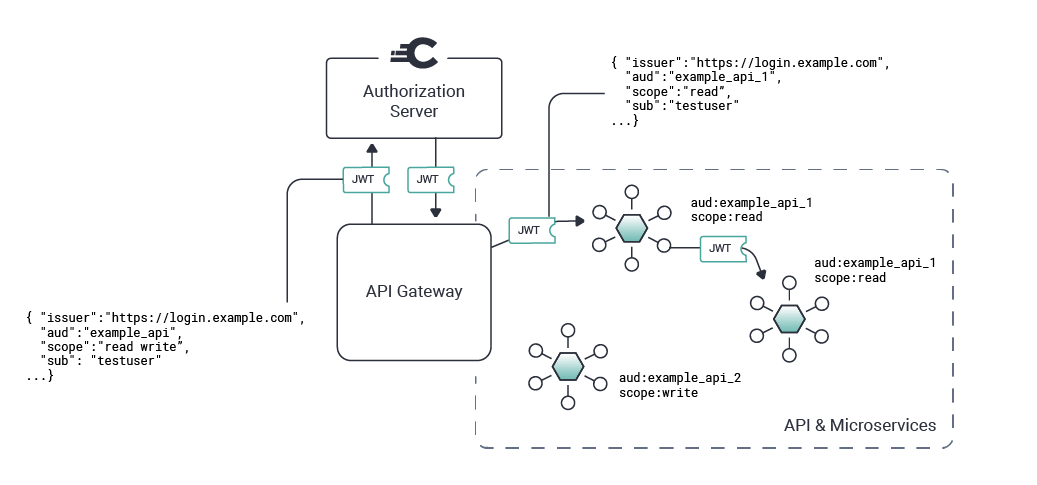 Authorization
Server
{ "issuer":"https://login.example.com",
"aud":"example_api_1",
"scope":"read”,
"sub":"testuser"
...}
JWT
JWT
JWT
aud:example_api_1
scope:read
JWT
aud:example_api_1
scope:read
API Gateway
{ "issuer":"https://login.example.com",
"aud":"example_api",
"scope":"read write”,
"sub": "testuser"
...}
aud:example_api_2
scope:write
API & Microservices